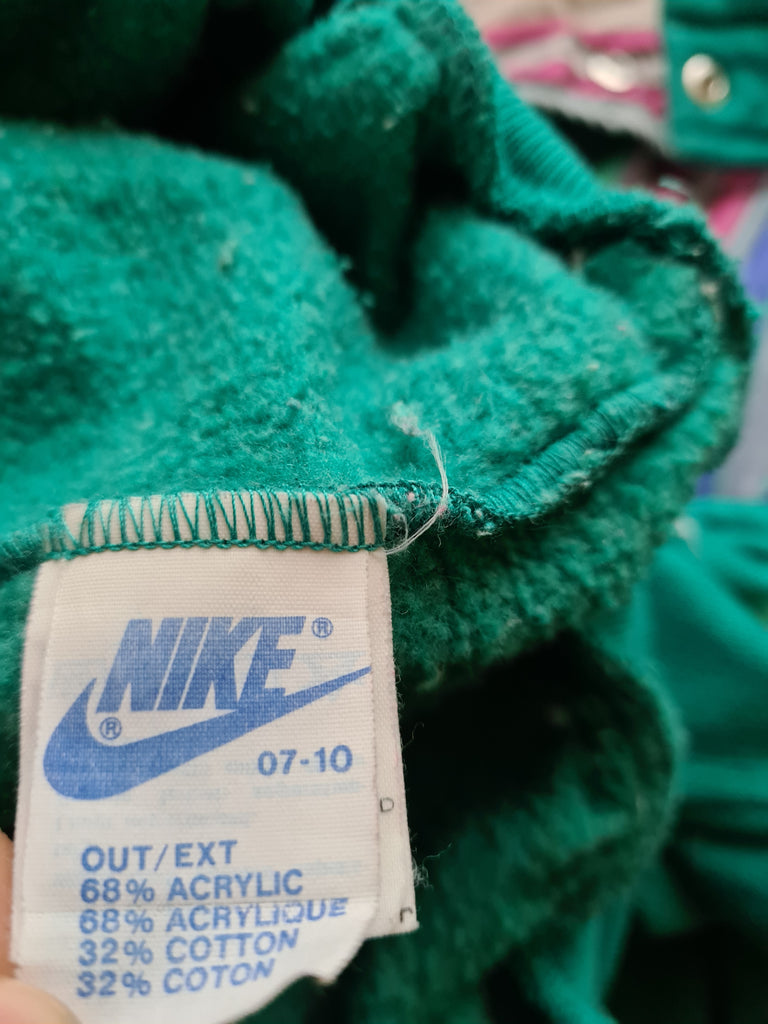 NIKE®
®
07-10
OUT/EXT
68% ACRYLIC
68% ACRYLIQUE
32% COTTON
32% COTON